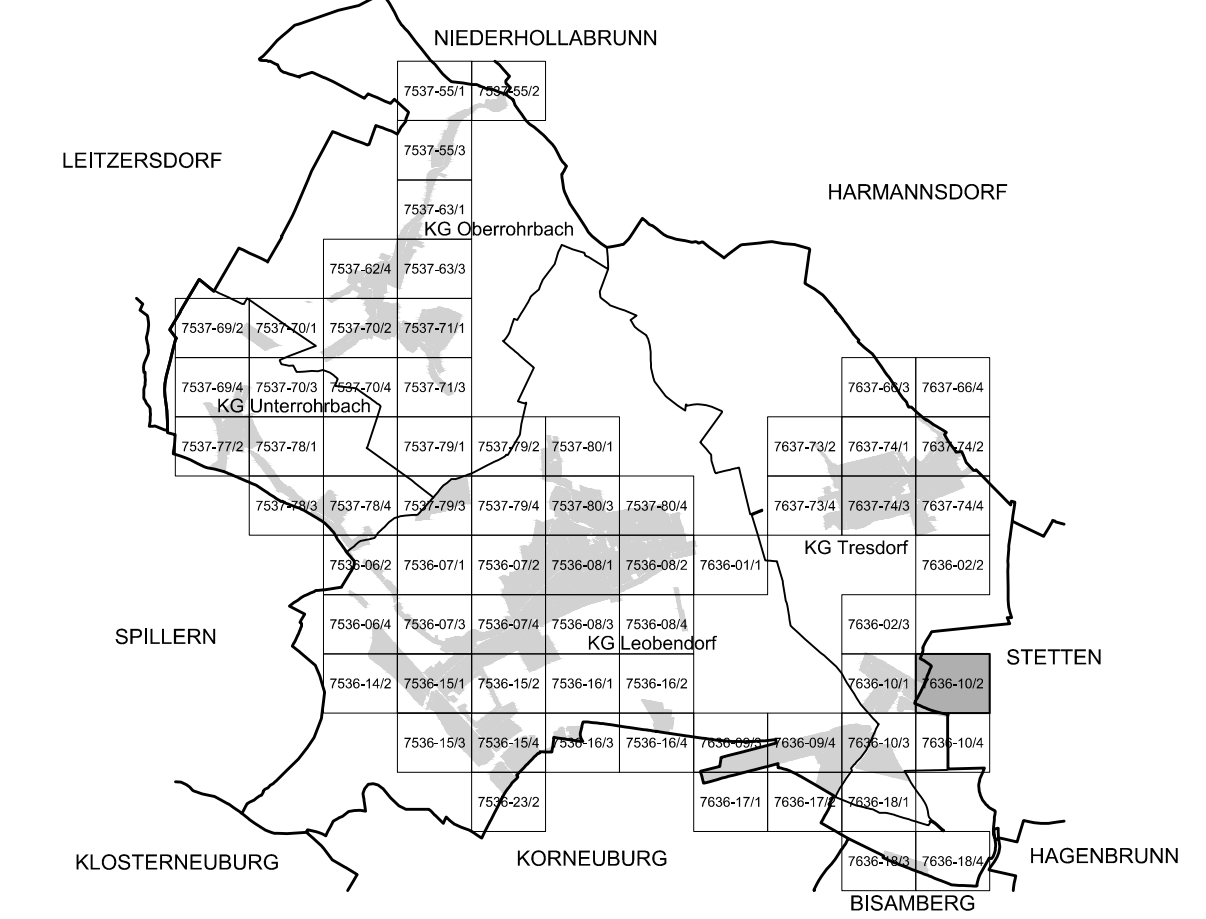 NIEDERHOLLABRUNN
7537-55/1 7537-55/2
LEITZERSDORF
7537-55/3
HARMANNSDORF
7537-63/1
KG Oberrohrbach
7537-62/4 7537-63/3
7537-69/2 7537-70/1 7537-70/2 7537-71/1
7537-69/4 7537-70/3 7537-70/4 7537-71/3 7637-66/3 7637-66/4
KG Unterrohrbach
7537-77/2 7537-78/1 7537-79/1 7537-79/2 7537-80/1 7637-73/2 7637-74/1 7637-74/2
7537-78/3 7537-78/4 7537-79/3 7537-79/4 7537-80/3 7537-80/4 7637-73/4 7637-74/3 7637-74/4
KG Tresdorf
7536-06/2 7536-07/1 7536-07/2 7536-08/1 7536-08/2 7636-01/1 7636-02/2
7536-06/4 7536-07/3 7536-07/4 7536-08/3 7536-08/4 7636-02/3
SPILLERN
KG Leobendorf
STETTEN
7536-14/2 7536-15/1 7536-15/2 7536-16/1 7536-16/2 7636-10/1 7636-10/2
7536-15/3 7536-15/4 7536-16/3 7536-16/4 7636-09/3 7636-09/4 7636-10/3 7636-10/4
7536-23/2 7636-17/1 7636-17/2 7636-18/1
KLOSTERNEUBURG
KORNEUBURG
7636-18/3 7636-18/4
HAGENBRUNN
BISAMBERG